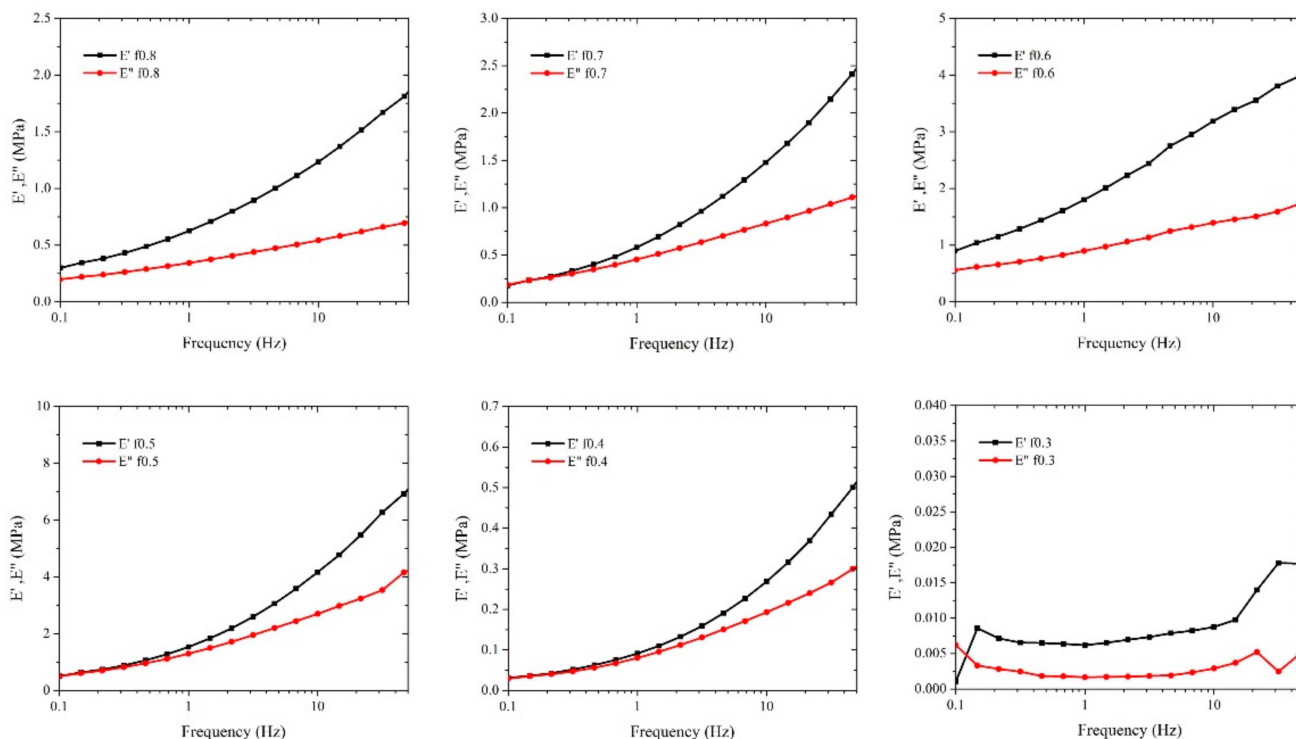 2.5
2.0
1.5
1.0
0.5
0.0
E' f0.8
E'' f0.8
E' ,E'' (MPa)
0.1 1 10
Frequency (Hz)
3.0
2.5
2.0
1.5
1.0
0.5
0.0
E' f0.7
E'' f0.7
E' ,E'' (MPa)
0.1 1 10
Frequency (Hz)
5
4
3
2
1
0
E' f0.6
E'' f0.6
E' ,E'' (MPa)
0.1 1 10
Frequency (Hz)
10
8
6
4
2
0
E' f0.5
E'' f0.5
E' ,E'' (MPa)
0.1 1 10
Frequency (Hz)
0.7
0.6
0.5
0.4
0.3
0.2
0.1
0.0
E' f0.4
E'' f0.4
E' ,E'' (MPa)
0.1 1 10
Frequency (Hz)
0.040
0.035
0.030
0.025
0.020
0.015
0.010
0.005
0.000
E' f0.3
E'' f0.3
E' ,E'' (MPa)
0.1 1 10
Frequency (Hz)